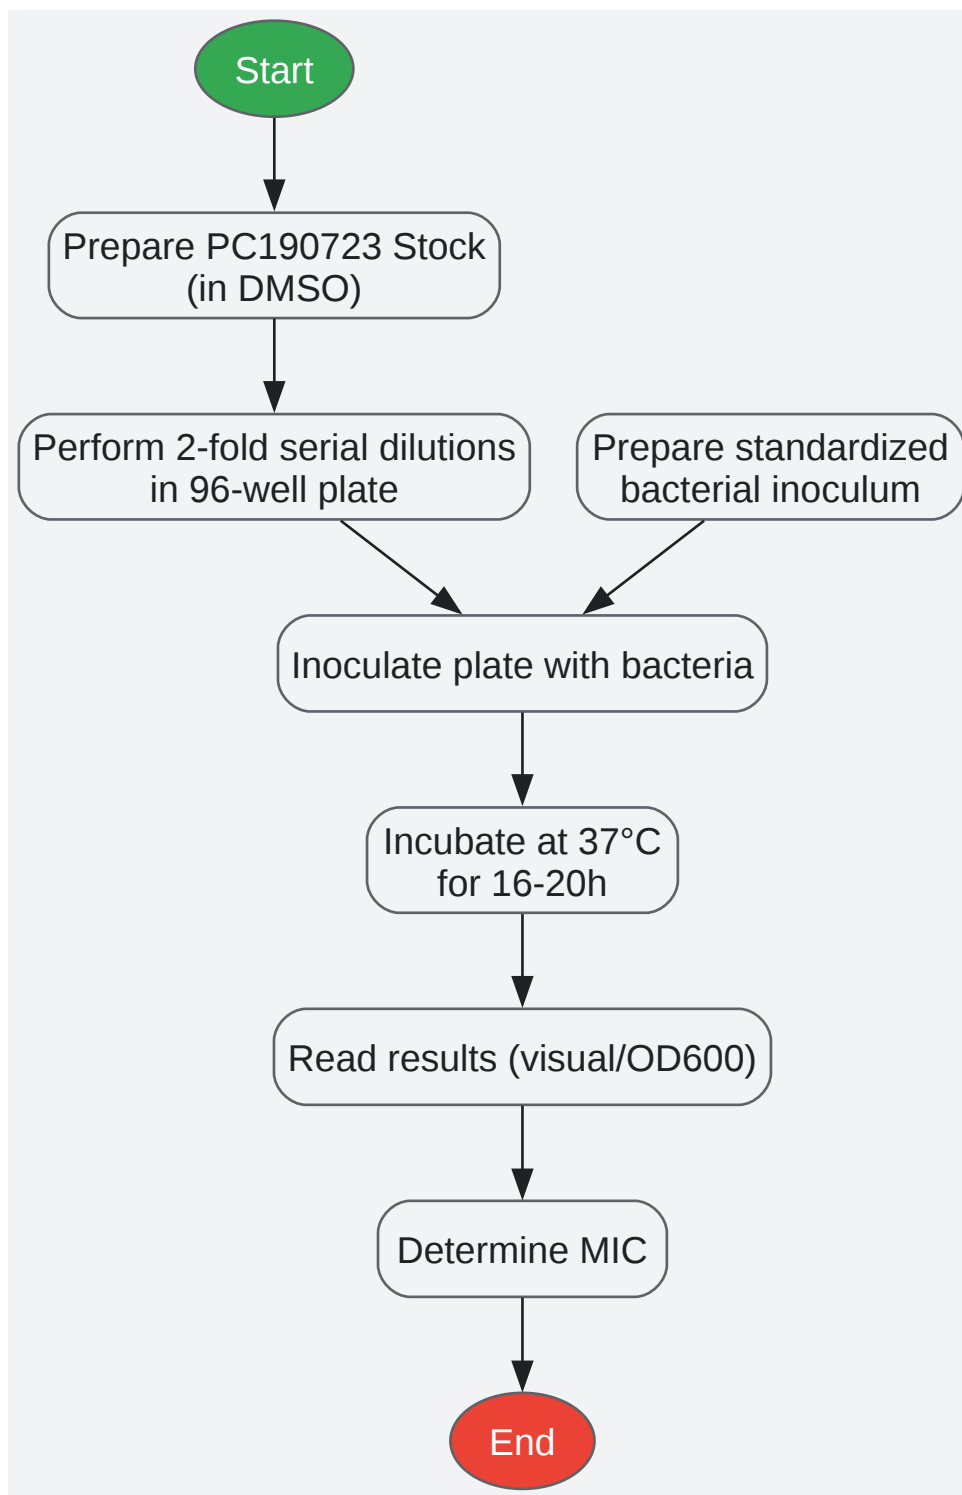 Start
Prepare PC190723 Stock
(in DMSO)
Perform 2-fold serial dilutions
in 96-well plate
Prepare standardized
bacterial inoculum
Inoculate plate with bacteria
Incubate at 37°C
for 16-20h
Read results (visual/OD600)
Determine MIC
End